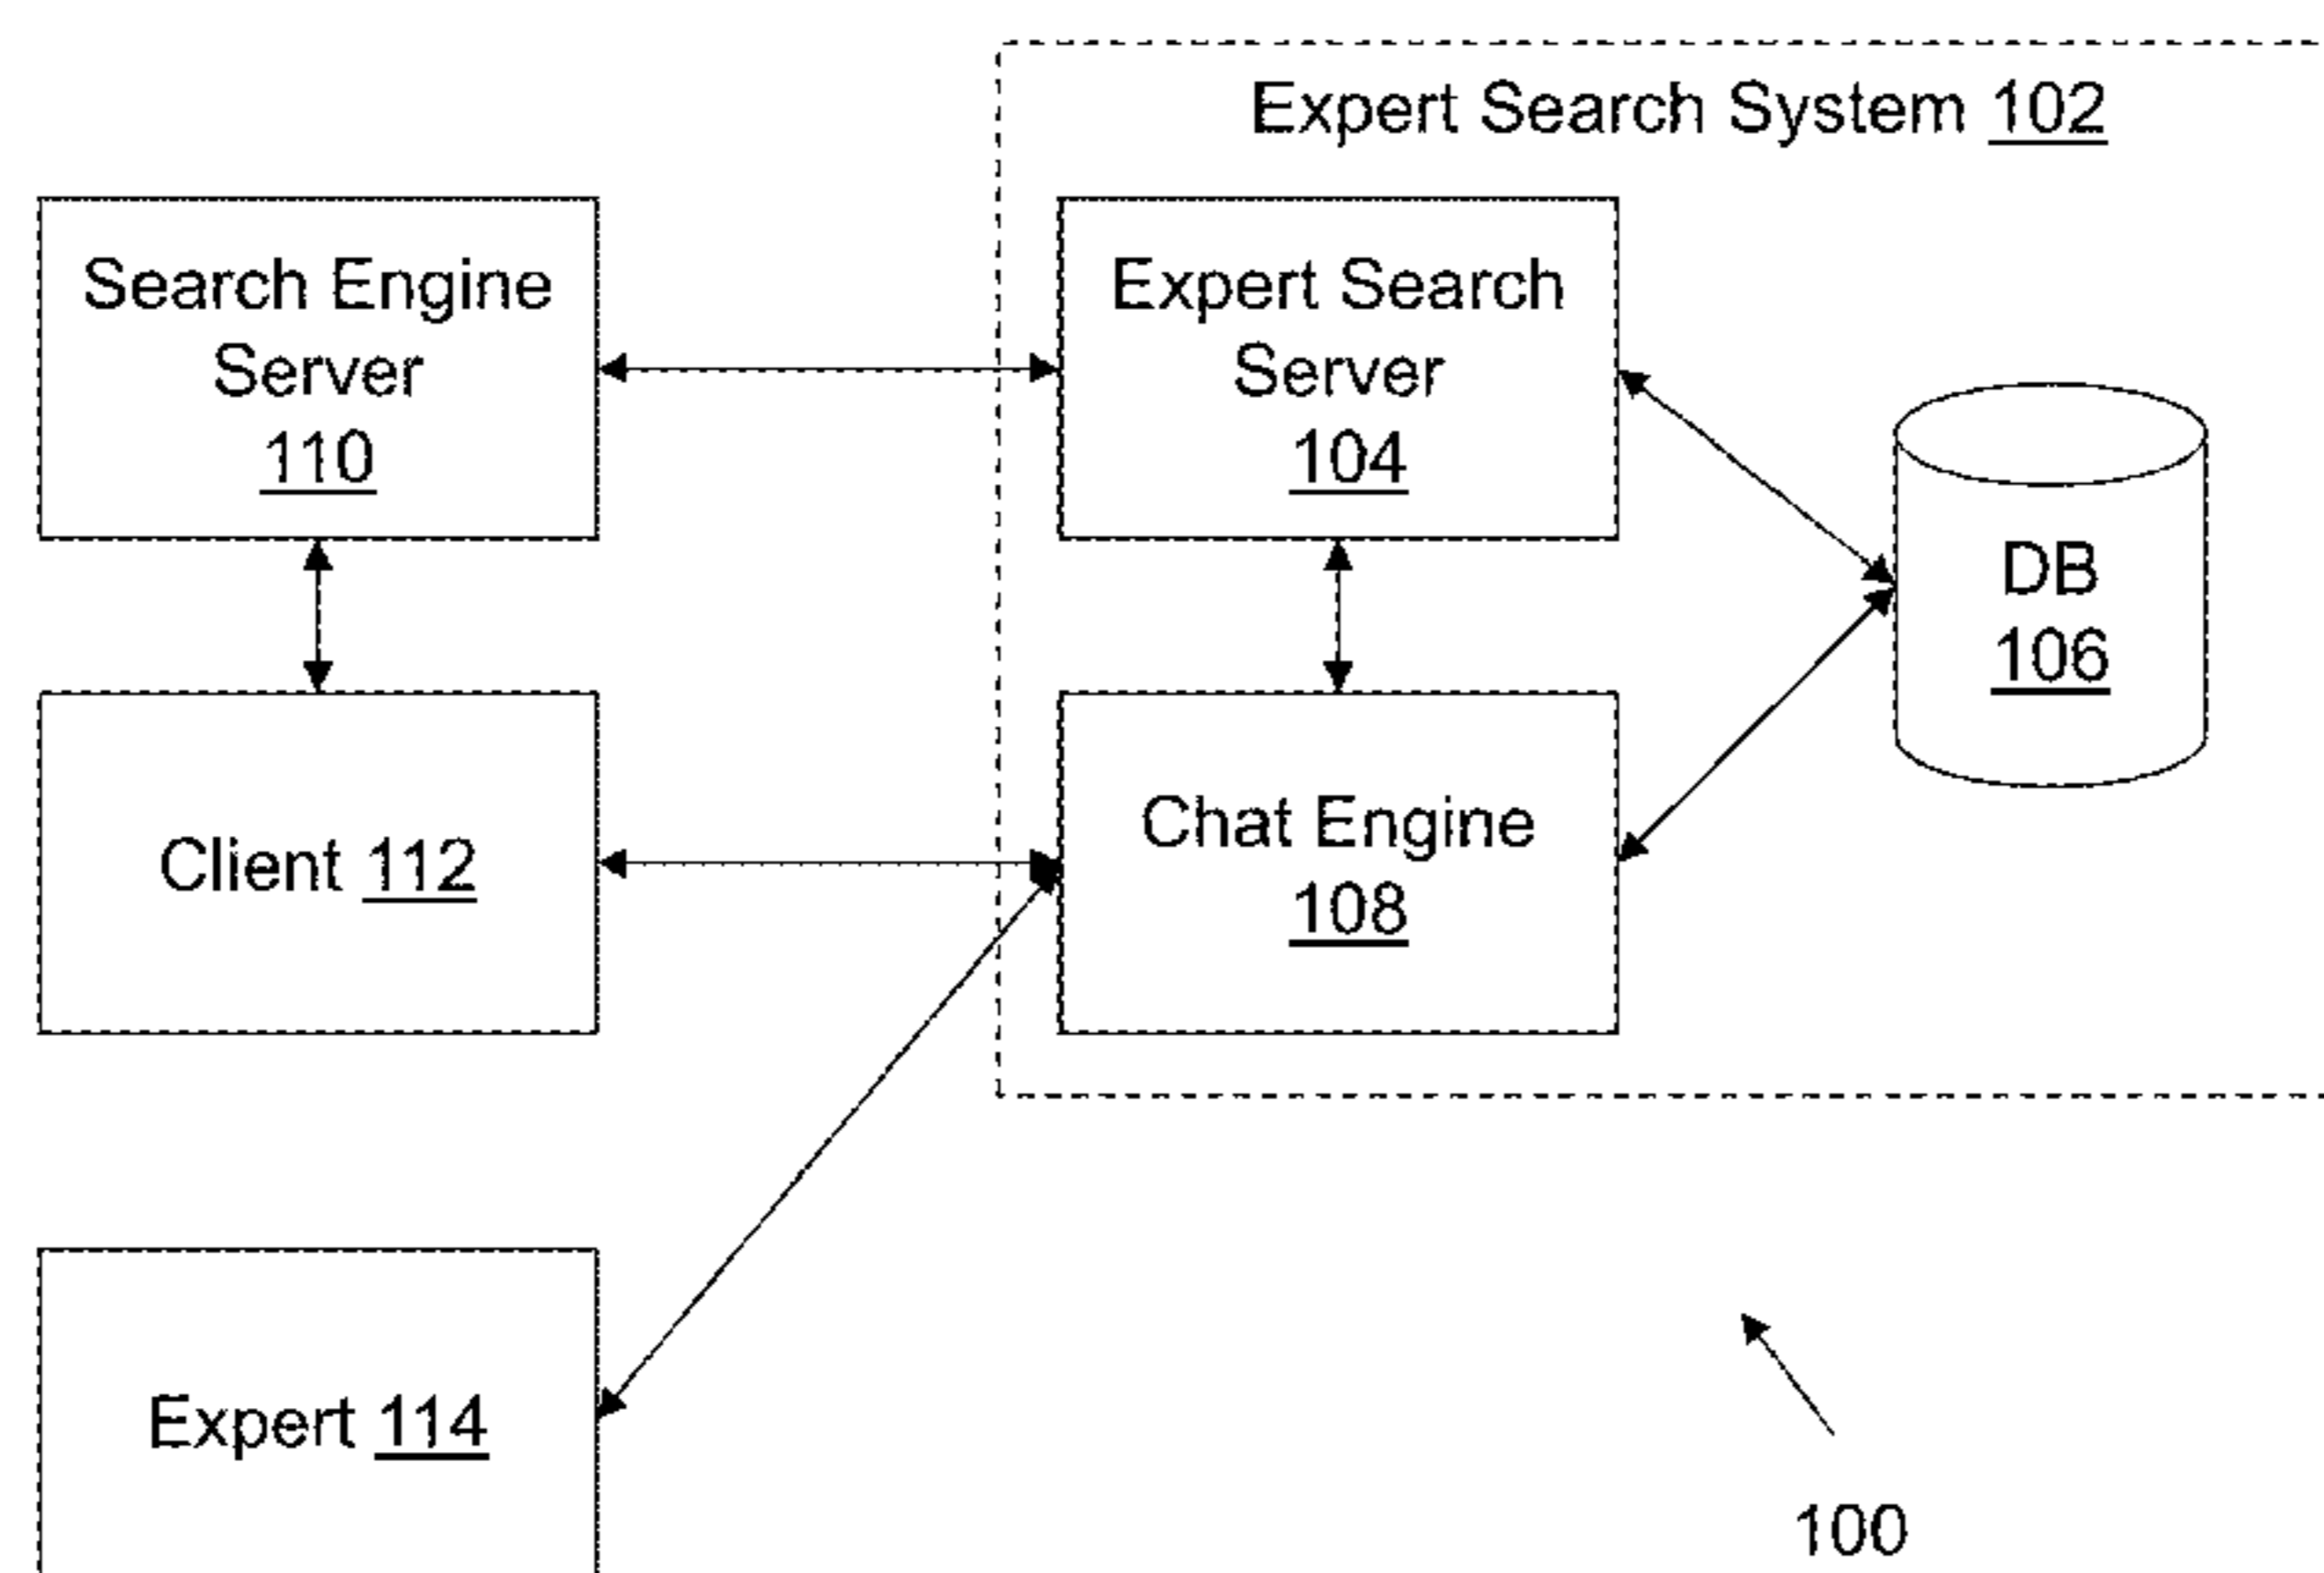 Expert Search System 102
Search Engine
Server
110
Expert Search
Server
104
DB
106
Client 112
Chat Engine
108
Expert 114
100